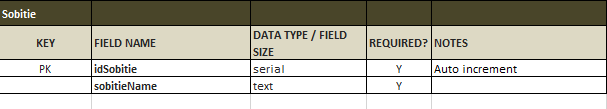 Sobitie
KEY FIELD NAME DATA TYPE / FIELD SIZE REQUIRED? NOTES
PK idSobitie serial Y Auto increment
sobitieName text Y